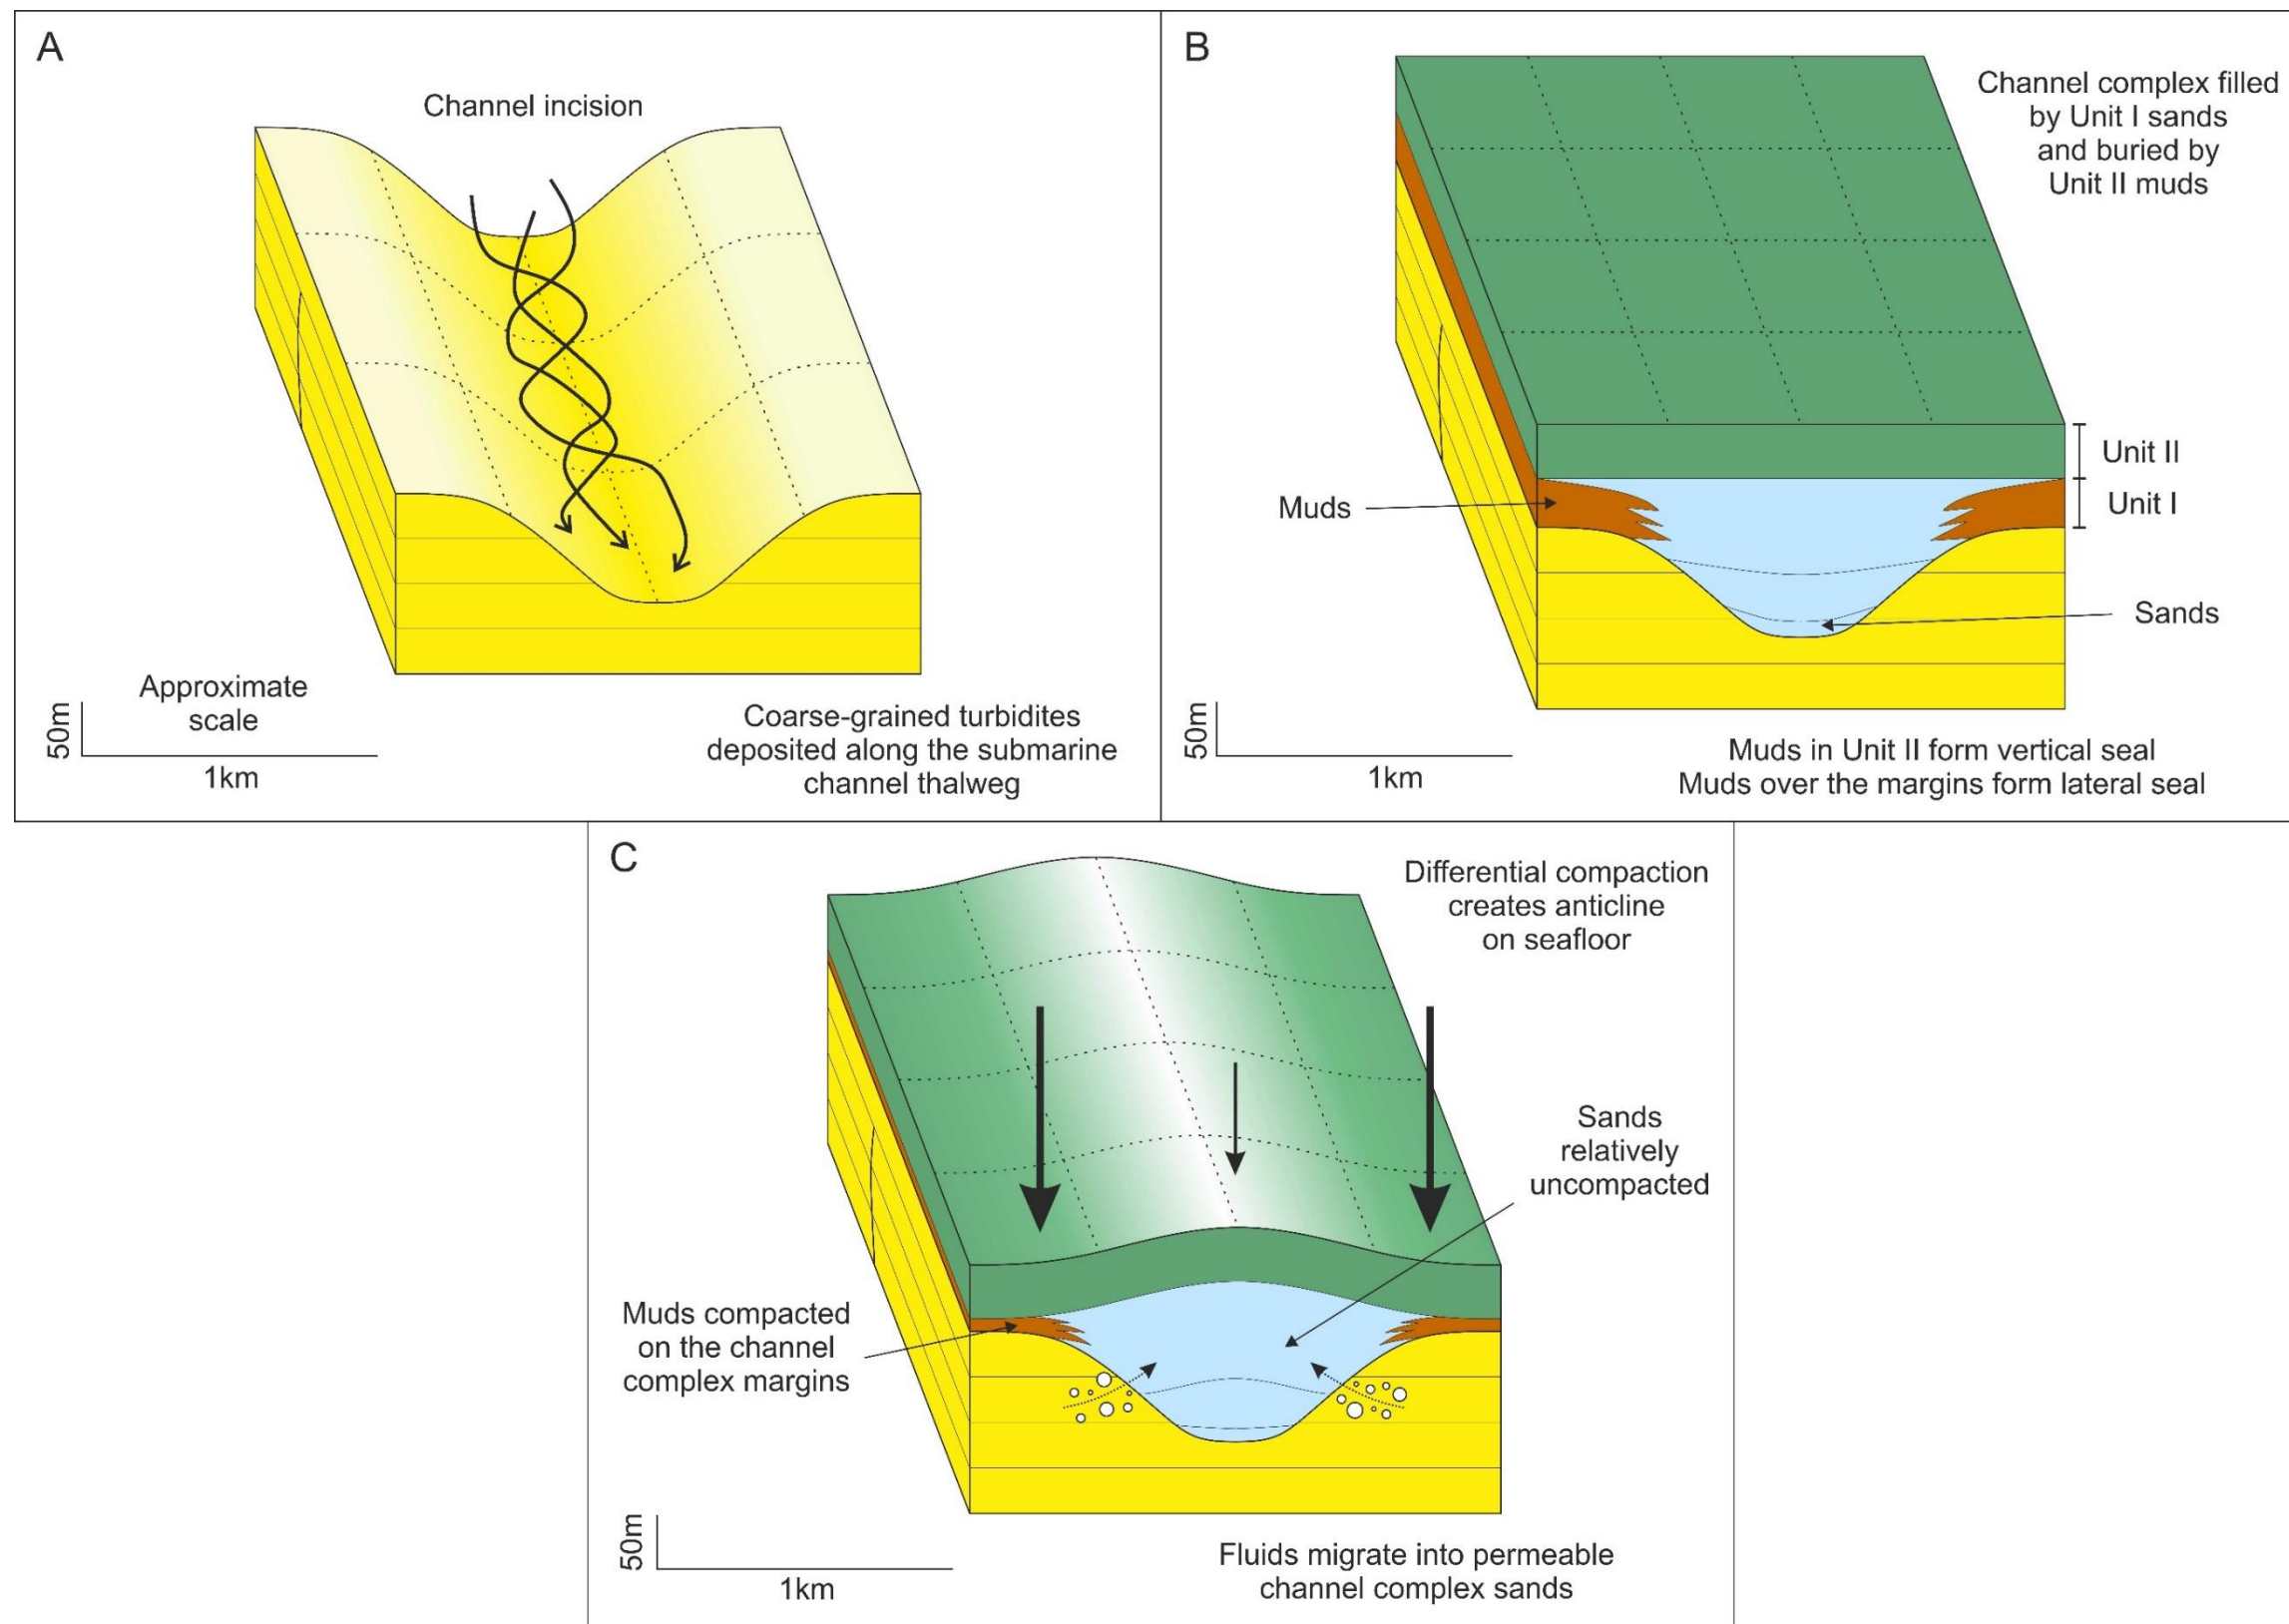 A
Channel incision
Approximate
scale
50m
1km
Coarse-grained turbidites
deposited along the submarine
channel thalweg
B
Channel complex filled
by Unit I sands
and buried by
Unit II muds
Unit II
Unit I
Muds
Sands
50m
1km
Muds in Unit II form vertical seal
Muds over the margins form lateral seal
C
Differential compaction
creates anticline
on seafloor
Sands
relatively
uncompacted
Muds compacted
on the channel
complex margins
50m
1km
Fluids migrate into permeable
channel complex sands